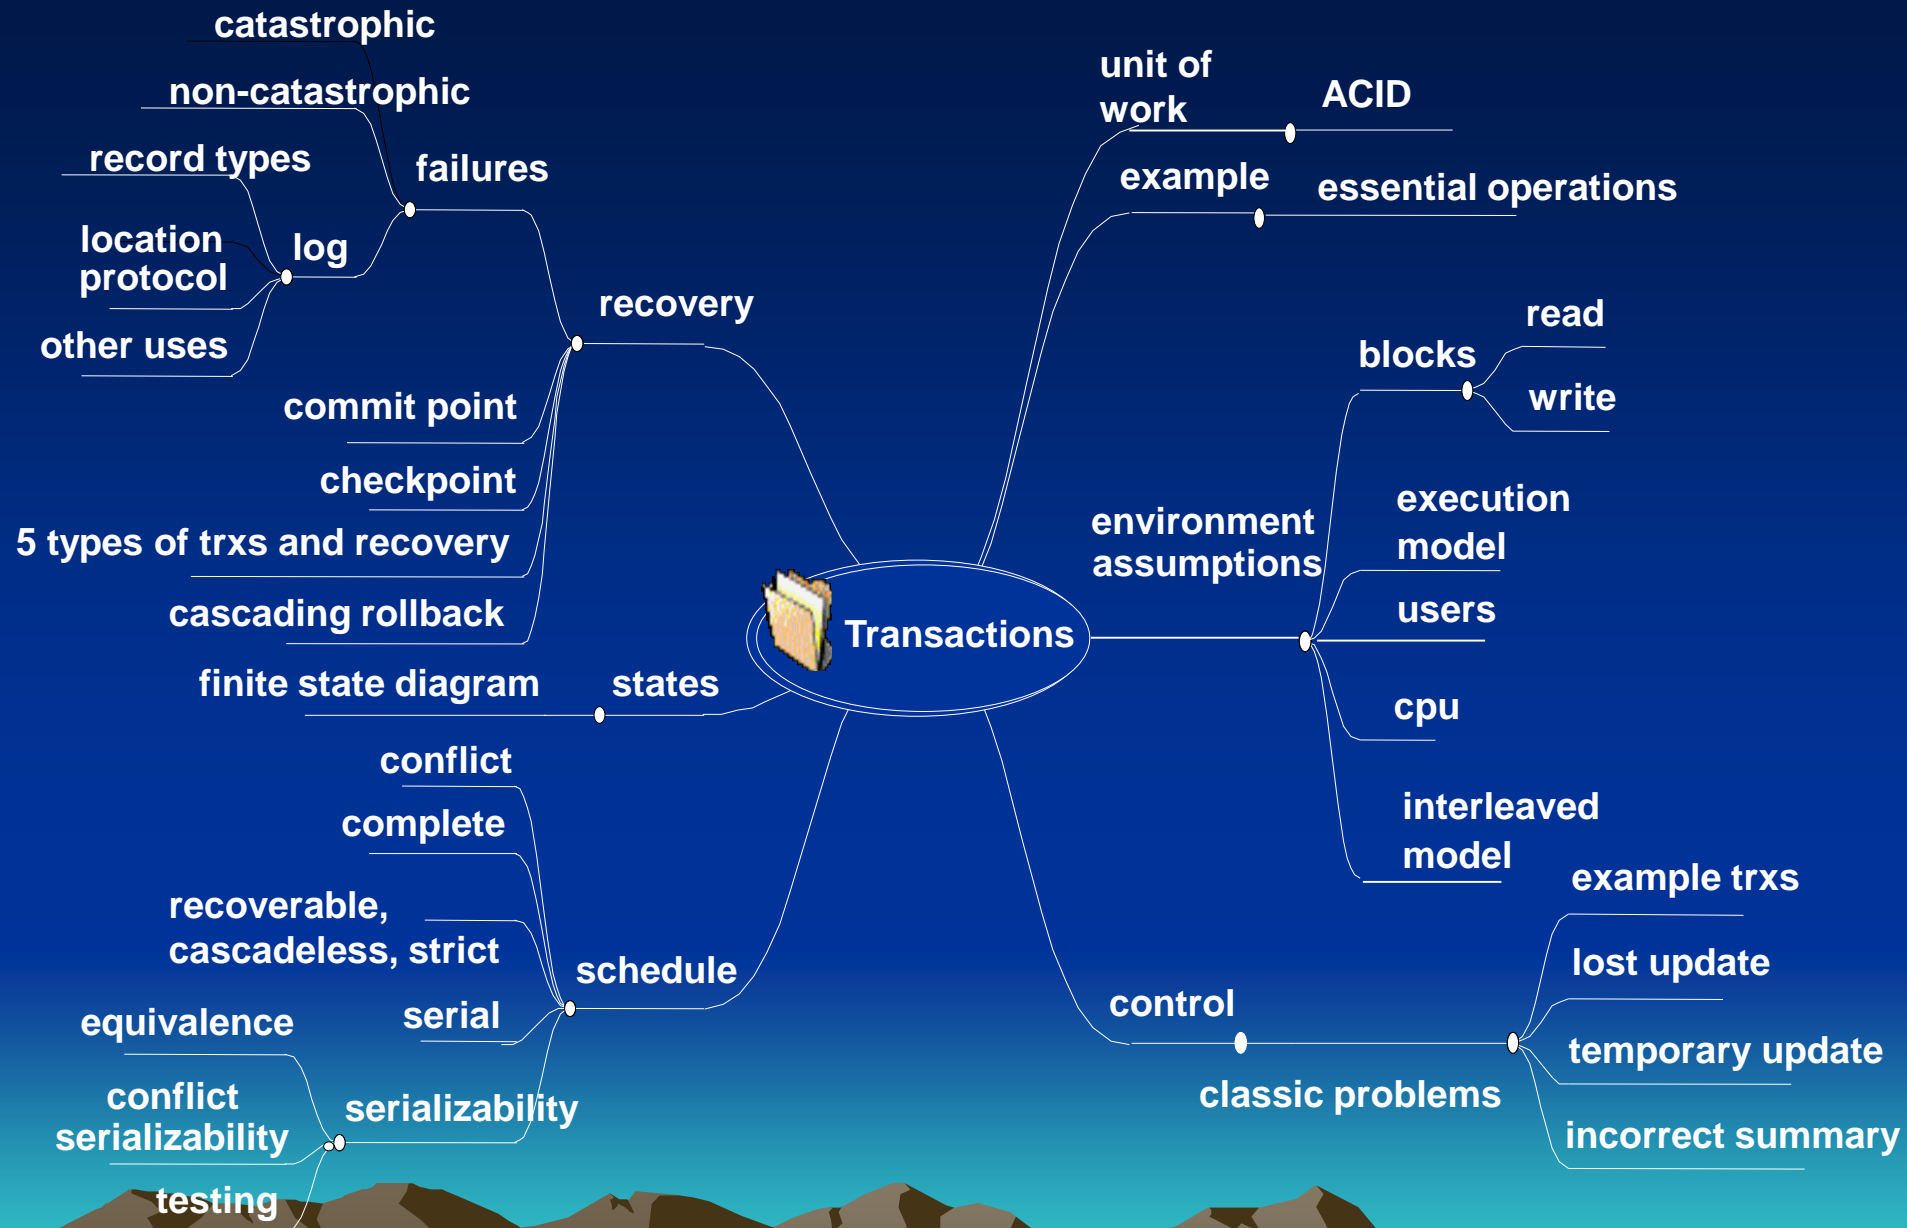 catastrophic
non-catastrophic
record types
failures
location
protocol
log
other uses
recovery
commit point
checkpoint
5 types of trxs and recovery
cascading rollback
finite state diagram
states
conflict
complete
recoverable,
cascadeless, strict
schedule
serial
equivalence
conflict
serializability
serializability
testing
Transactions
unit of
work
ACID
example
essential operations
read
blocks
write
execution
model
environment
assumptions
users
cpu
interleaved
model
example trxs
lost update
control
temporary update
classic problems
incorrect summary